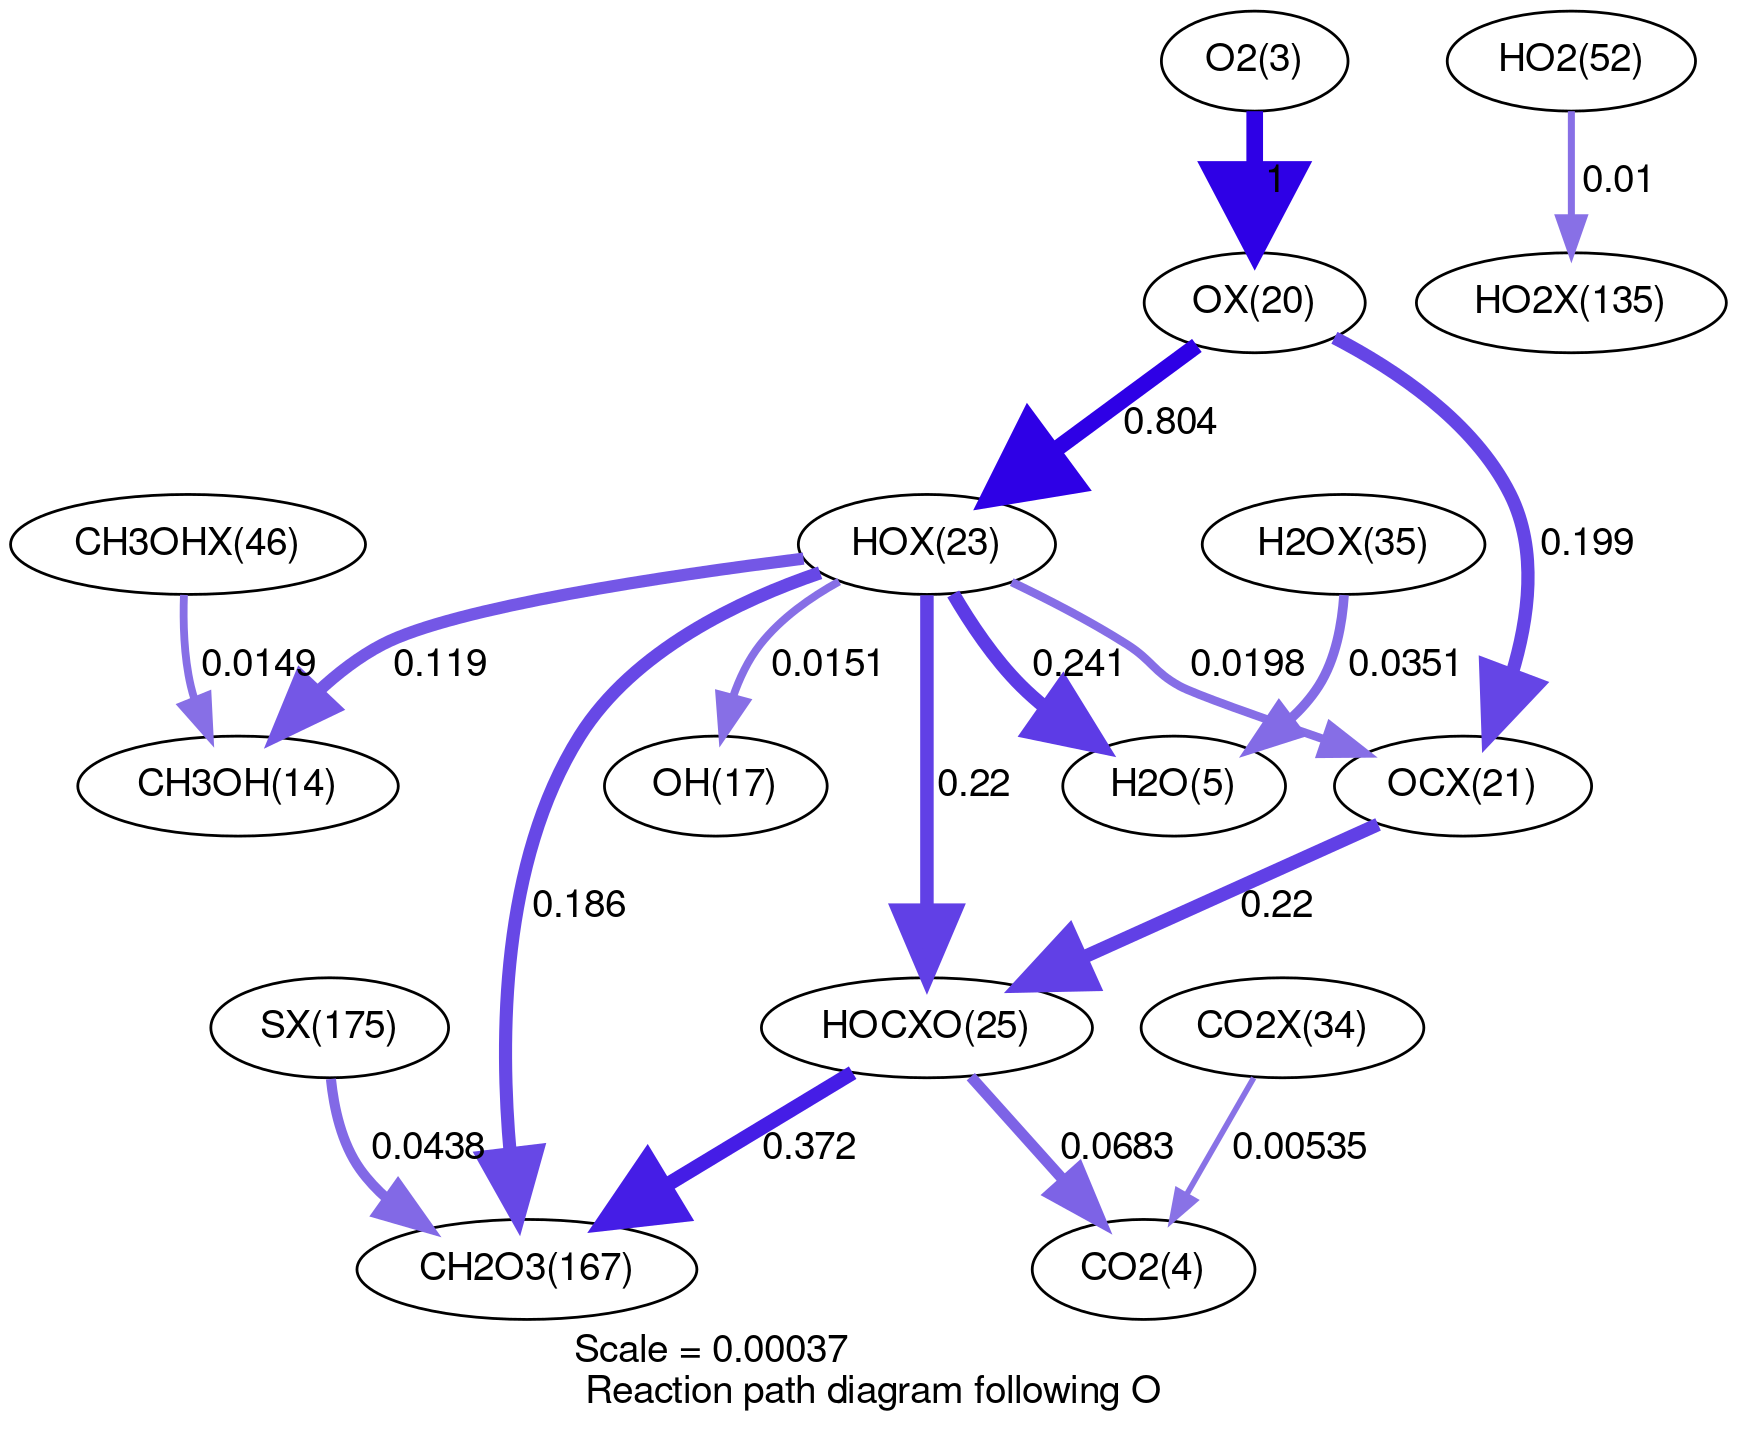 O2(3)
HO2(52)
1
0.01
OX(20)
HO2X(135)
0.804
CH3OHX(46)
HOX(23)
H2OX(35)
0.199
0.0149
0.119
0.0151
0.241
0.0198
0.0351
CH3OH(14)
OH(17)
0.22
H2O(5)
OCX(21)
0.186
0.22
SX(175)
HOCXO(25)
CO2X(34)
0.0438
0.372
0.0683
0.00535
CH2O3(167)
CO2(4)
Scale = 0.00037
Reaction path diagram following O